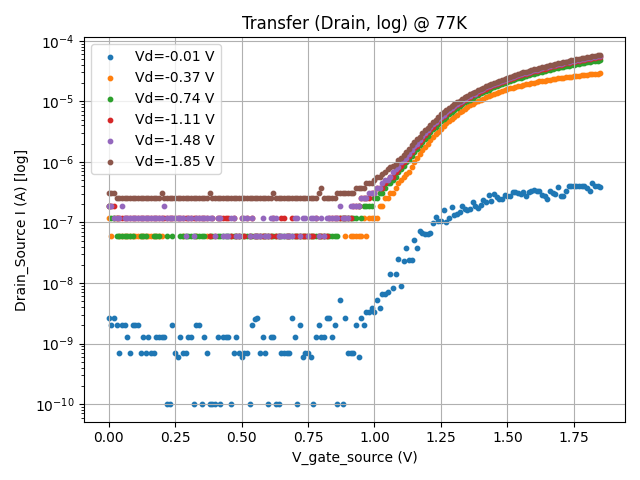 Transfer (Drain, log) @ 77K
Drain_Source I (A) [log]
10⁻⁴
10⁻⁵
10⁻⁶
10⁻⁷
10⁻⁸
10⁻⁹
10⁻¹⁰
Vd=-0.01 V
Vd=-0.37 V
Vd=-0.74 V
Vd=-1.11 V
Vd=-1.48 V
Vd=-1.85 V
0.00 0.25 0.50 0.75 1.00 1.25 1.50 1.75
V_gate_source (V)